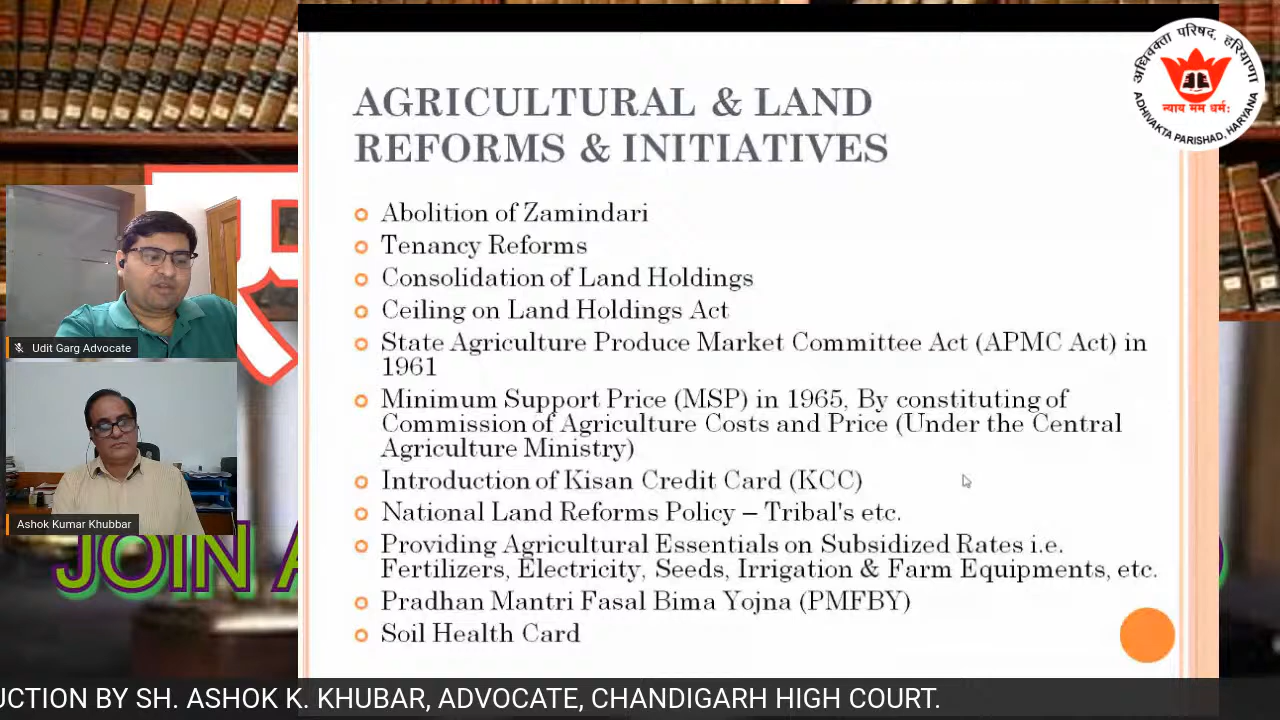 AGRICULTURAL & LAND
REFORMS & INITIATIVES
Abolition of Zamindari
Tenancy Reforms
Consolidation of Land Holdings
Ceiling on Land Holdings Act
State Agriculture Produce Market Committee Act (APMC Act) in
1961
Minimum Support Price (MSP) in 1965, By constituting of
Commission of Agriculture Costs and Price (Under the Central
Agriculture Ministry)
Introduction of Kisan Credit Card (KCC)
National Land Reforms Policy – Tribal's etc.
Providing Agricultural Essentials on Subsidized Rates i.e.
Fertilizers, Electricity, Seeds, Irrigation & Farm Equipments, etc.
Pradhan Mantri Fasal Bima Yojna (PMFBY)
Soil Health Card
अधिवक्ता परिषद, हरियाणा
न्याय मम धर्म:
ADHIVAKTA PARISHAD, HARYANA
Udit Garg Advocate
Ashok Kumar Khubbar
JOIN A
UCTION BY SH. ASHOK K. KHUBAR, ADVOCATE, CHANDIGARH HIGH COURT.